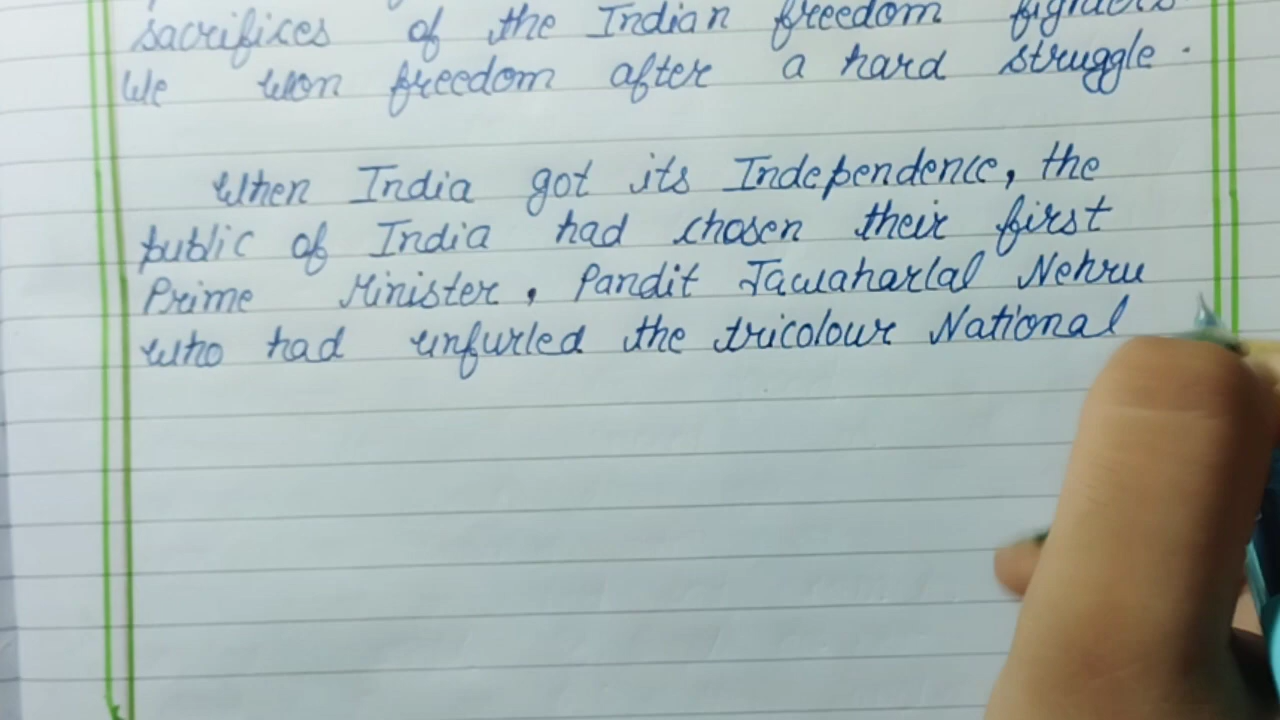 sacrifices of the Indian freedom fighters
We won freedom after a hard struggle.
When India got its Independence, the
public of India had chosen their first
Prime Minister, Pandit Jawaharlal Nehru
who had unfurled the tricolour National